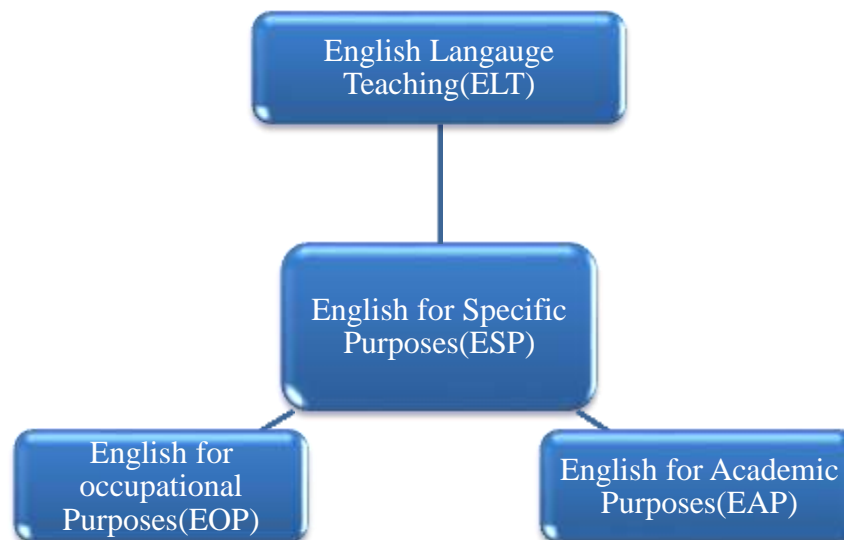 English Langauge
Teaching(ELT)
English for Specific
Purposes(ESP)
English for
occupational
Purposes(EOP)
English for Academic
Purposes(EAP)